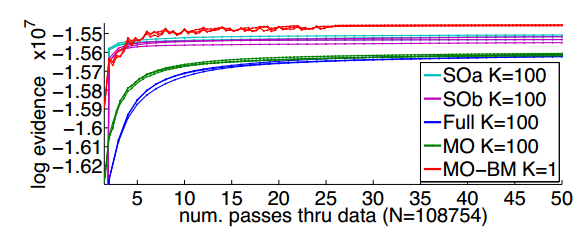 x10^7
log evidence
−1.55
−1.56
−1.57
−1.58
−1.59
−1.6
−1.61
−1.62
SOa K=100
SOb K=100
Full K=100
MO K=100
MO−BM K=1
5 10 15 20 25 30 35 40 45 50
num. passes thru data (N=108754)